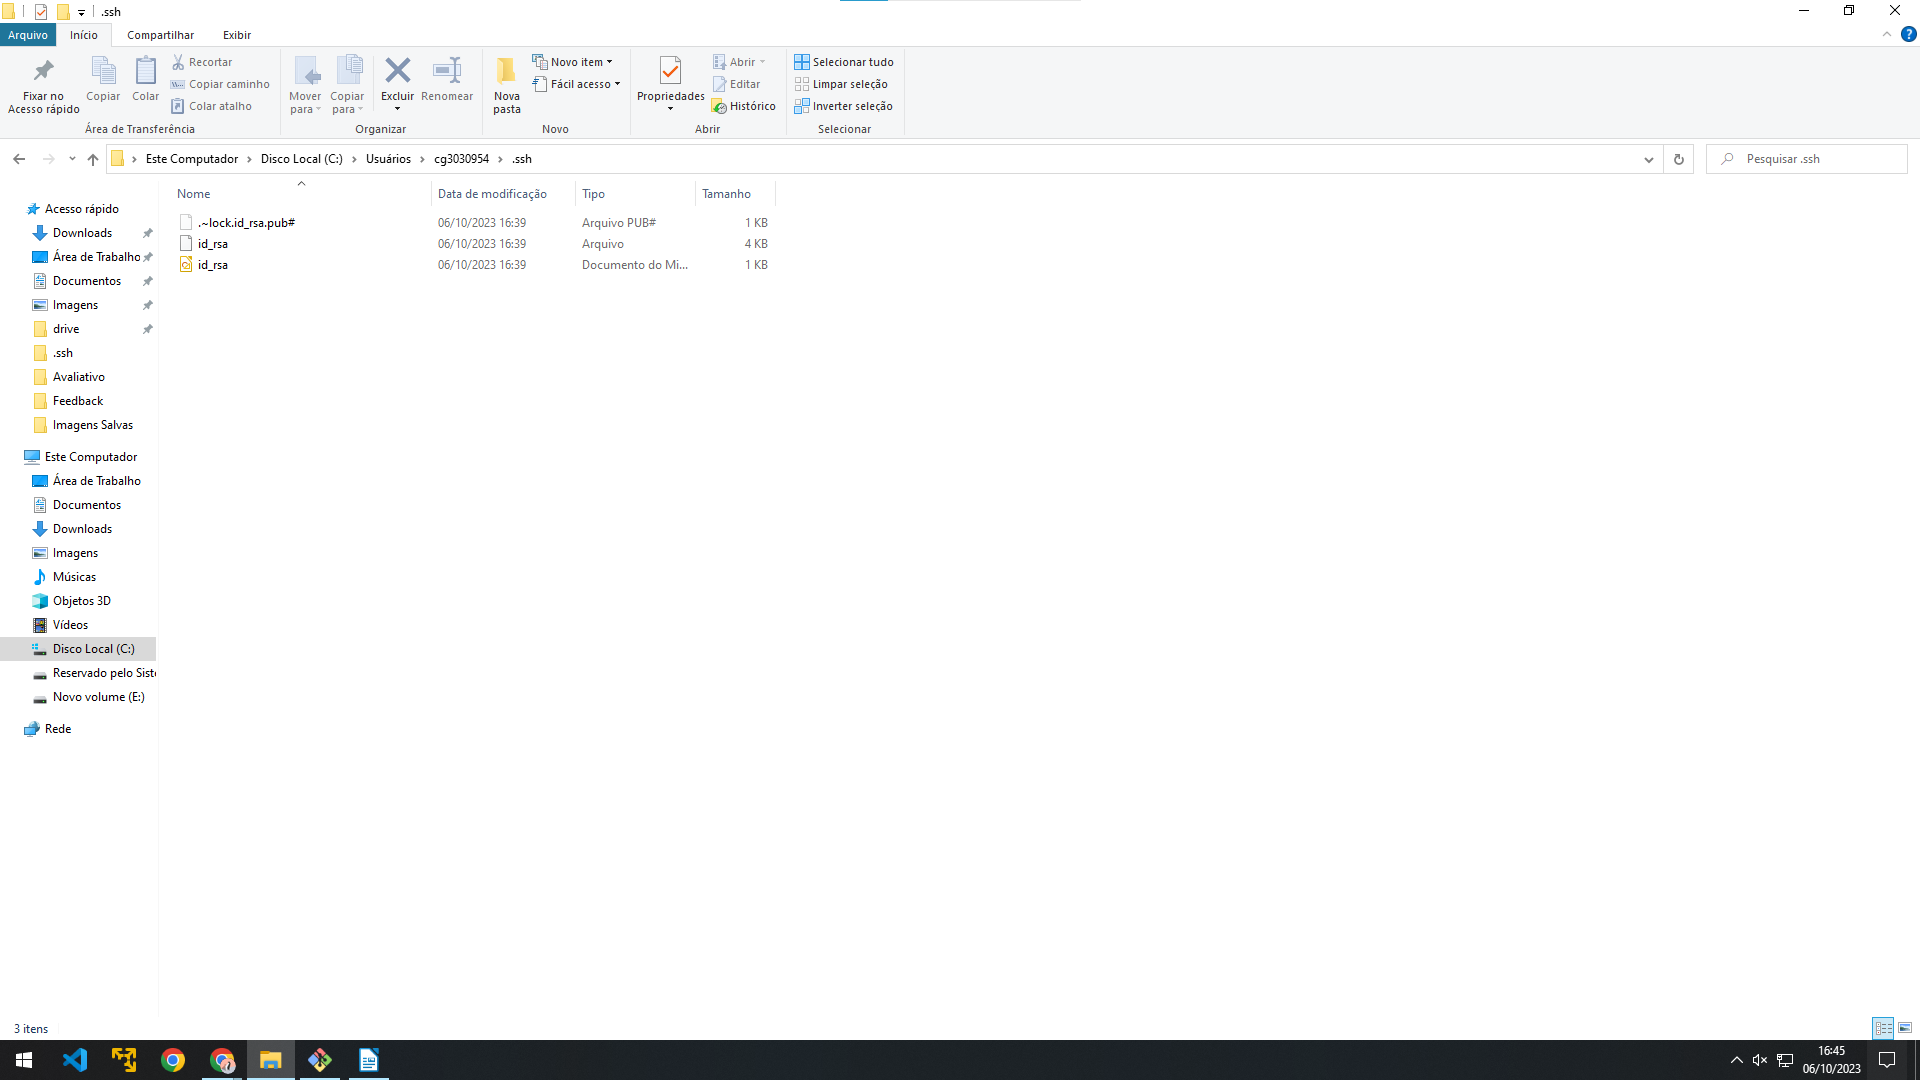 .ssh
Arquivo
Início
Compartilhar
Exibir
Fixar no
Acesso rápido
Copiar
Colar
Recortar
Copiar caminho
Colar atalho
Área de Transferência
Mover
para
Copiar
para
Excluir
Renomear
Organizar
Nova
pasta
Novo item
Fácil acesso
Novo
Propriedades
Abrir
Editar
Histórico
Abrir
Selecionar tudo
Limpar seleção
Inverter seleção
Selecionar
Este Computador
Disco Local (C:)
Usuários
cg3030954
.ssh
Pesquisar .ssh
Nome
Data de modificação
Tipo
Tamanho
.~lock.id_rsa.pub# 06/10/2023 16:39 Arquivo PUB# 1 KB
id_rsa 06/10/2023 16:39 Arquivo 4 KB
id_rsa 06/10/2023 16:39 Documento do Mi... 1 KB
Acesso rápido
Downloads
Área de Trabalho
Documentos
Imagens
drive
.ssh
Avaliativo
Feedback
Imagens Salvas
Este Computador
Área de Trabalho
Documentos
Downloads
Imagens
Músicas
Objetos 3D
Vídeos
Disco Local (C:)
Reservado pelo Siste
Novo volume (E:)
Rede
3 itens
16:45
06/10/2023